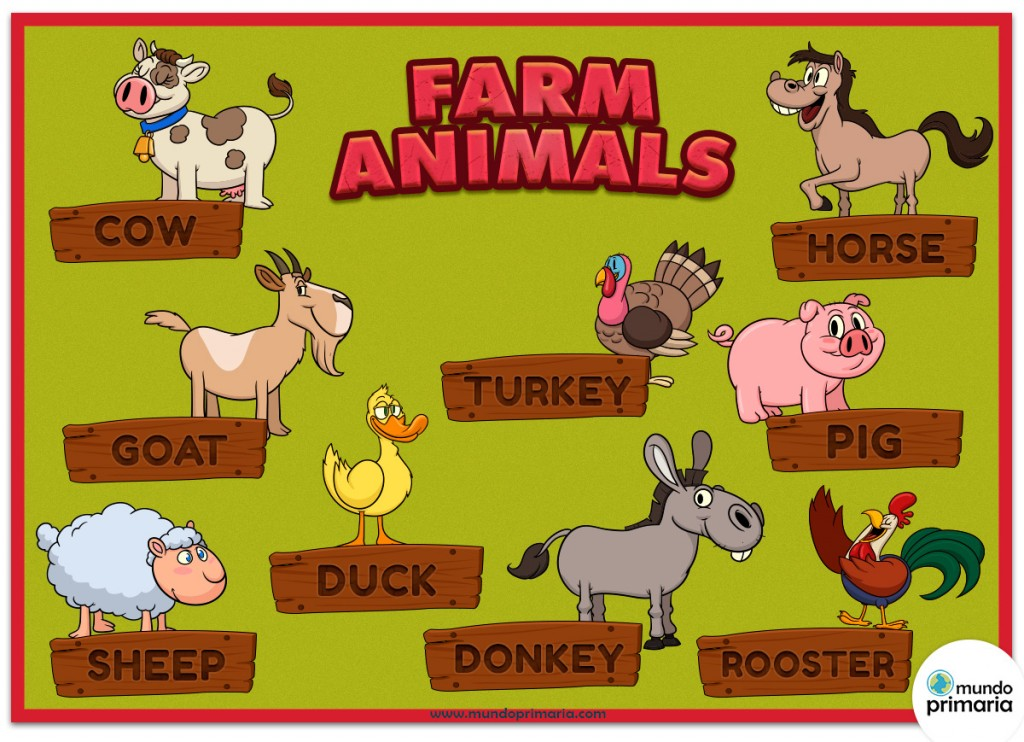 FARM
ANIMALS
COW
HORSE
TURKEY
GOAT
PIG
DUCK
SHEEP
DONKEY
ROOSTER
www.mundoprimaria.com
mundo
primaria